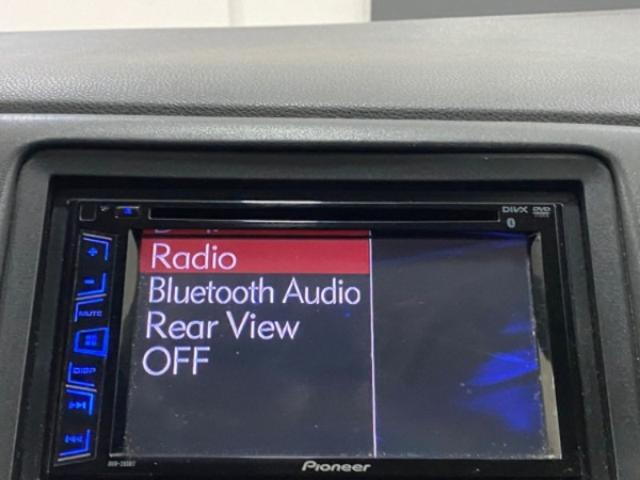 DIVX DVD
MUTE
Radio
Bluetooth Audio
Rear View
OFF
DISP
Pioneer